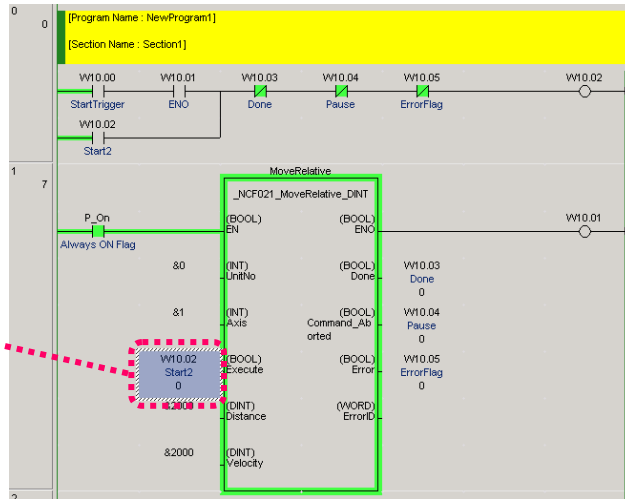 0
0
[Program Name : NewProgram1]
[Section Name : Section1]
W10.00 W10.01 W10.03 W10.04 W10.05 W10.02
StartTrigger ENO Done Pause ErrorFlag
W10.02
Start2
1
7
MoveRelative
_NCF021_MoveRelative_DINT
P_On (BOOL) (BOOL) W10.01
EN ENO
Always ON Flag
&0 (INT) (BOOL) W10.03
UnitNo Done Done
0
&1 (INT) (BOOL) W10.04
Axis Command_Ab Pause
orted 0
W10.02 (BOOL) (BOOL) W10.05
Start2 Execute Error ErrorFlag
0 0
&2000 (DINT) (WORD)
Distance ErrorID
&2000 (DINT)
Velocity
2